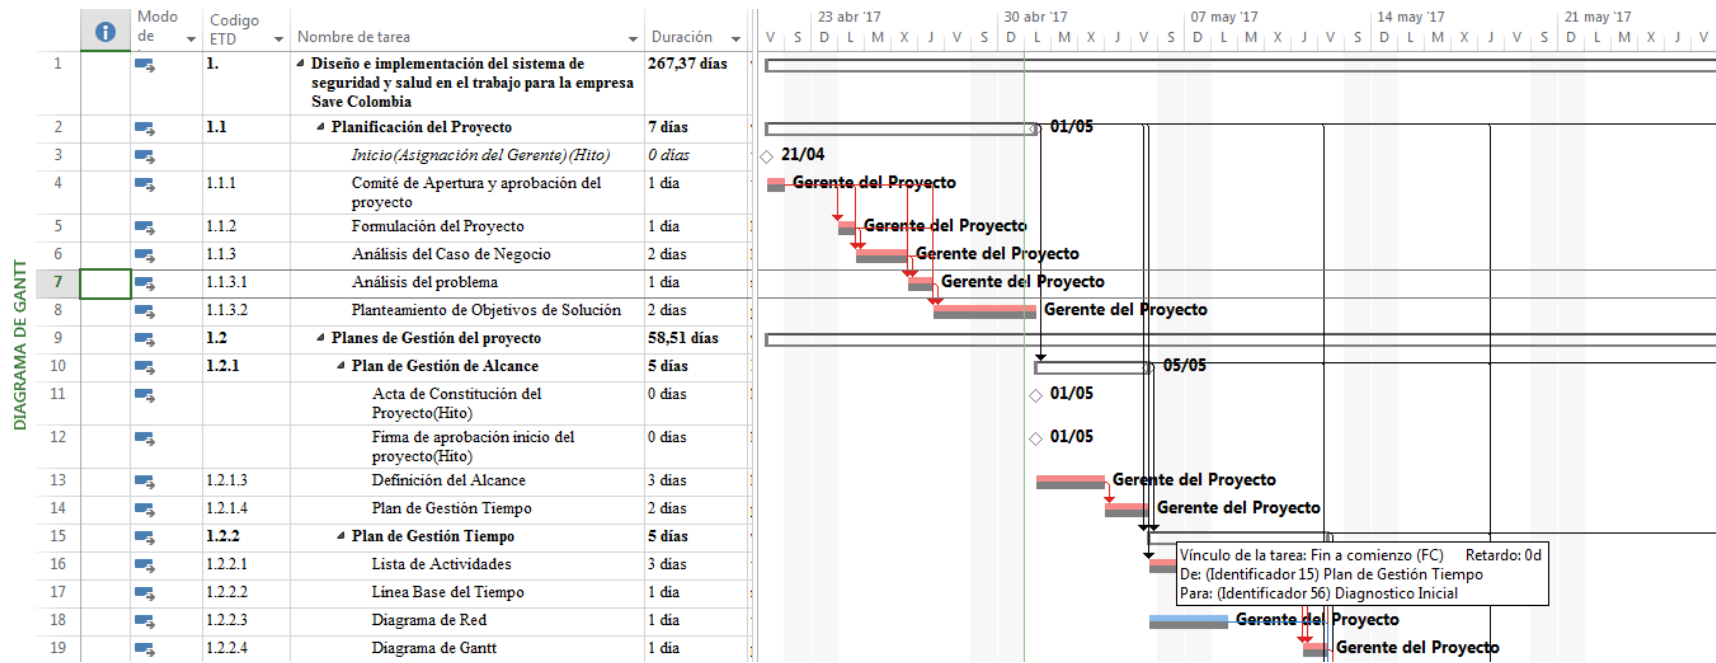 23 abr '17 30 abr '17 07 may '17 14 may '17 21 may '17
Modo de Codigo ETD Nombre de tarea Duración V S D L M X J V S D L M X J V S D L M X J V S D L M X J V S D L M X J V
1 1. Diseño e implementación del sistema de 267,37 días
seguridad y salud en el trabajo para la empresa
Save Colombia
2 1.1 Planificación del Proyecto 7 días 01/05
3 Inicio(Asignación del Gerente)(Hito) 0 días 21/04
4 1.1.1 Comité de Apertura y aprobación del 1 día Gerente del Proyecto
proyecto
5 1.1.2 Formulación del Proyecto 1 día Gerente del Proyecto
6 1.1.3 Análisis del Caso de Negocio 2 días Gerente del Proyecto
7 1.1.3.1 Análisis del problema 1 día Gerente del Proyecto
8 1.1.3.2 Planteamiento de Objetivos de Solución 2 días Gerente del Proyecto
9 1.2 Planes de Gestión del proyecto 58,51 días
10 1.2.1 Plan de Gestión de Alcance 5 días 05/05
11 Acta de Constitución del 0 días 01/05
Proyecto(Hito)
12 Firma de aprobación inicio del 0 días 01/05
proyecto(Hito)
13 1.2.1.3 Definición del Alcance 3 días Gerente del Proyecto
14 1.2.1.4 Plan de Gestión Tiempo 2 días Gerente del Proyecto
15 1.2.2 Plan de Gestión Tiempo 5 días
16 1.2.2.1 Lista de Actividades 3 días
17 1.2.2.2 Linea Base del Tiempo 1 día
18 1.2.2.3 Diagrama de Red 1 día Gerente del Proyecto
19 1.2.2.4 Diagrama de Gantt 1 día Gerente del Proyecto
Vínculo de la tarea: Fin a comienzo (FC) Retardo: 0d
De: (Identificador 15) Plan de Gestión Tiempo
Para: (Identificador 56) Diagnostico Inicial
DIAGRAMA DE GANTT